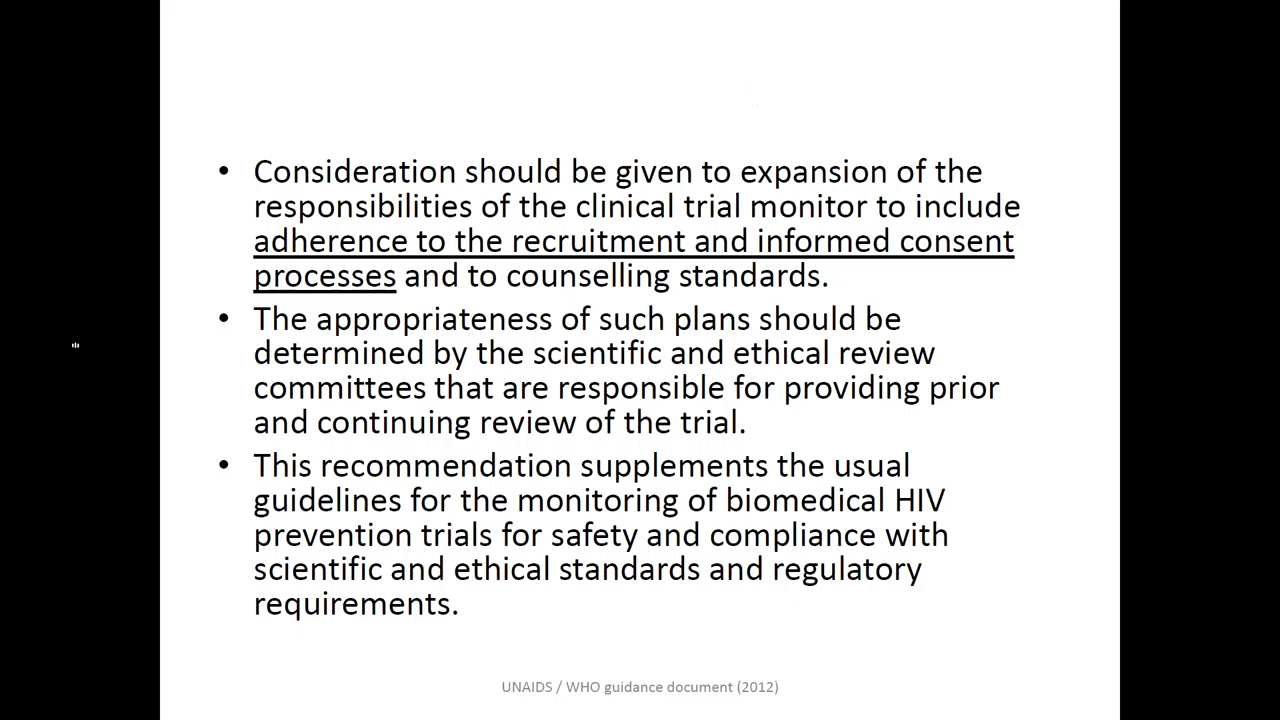 • Consideration should be given to expansion of the
responsibilities of the clinical trial monitor to include
adherence to the recruitment and informed consent
processes and to counselling standards.
• The appropriateness of such plans should be
determined by the scientific and ethical review
committees that are responsible for providing prior
and continuing review of the trial.
• This recommendation supplements the usual
guidelines for the monitoring of biomedical HIV
prevention trials for safety and compliance with
scientific and ethical standards and regulatory
requirements.
UNAIDS / WHO guidance document (2012)